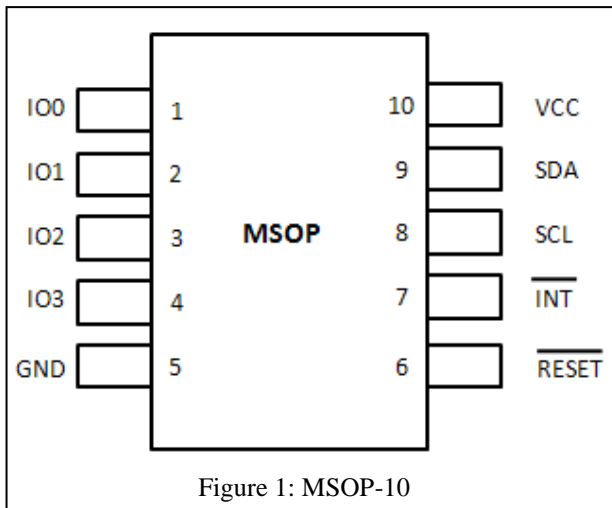 IO0 1 10 VCC
IO1 2 9 SDA
IO2 3 MSOP 8 SCL
IO3 4 7 INT
GND 5 6 RESET
Figure 1: MSOP-10